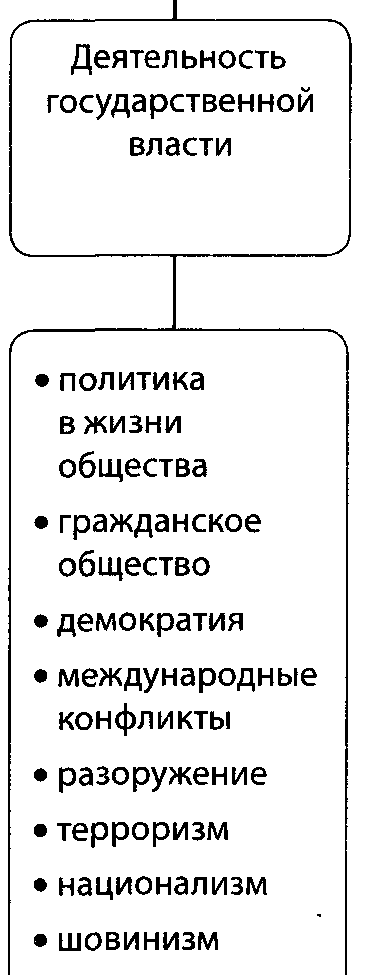 Деятельность
государственной
власти
• политика
в жизни
общества
• гражданское
общество
• демократия
• международные
конфликты
• разоружение
• терроризм
• национализм
• шовинизм